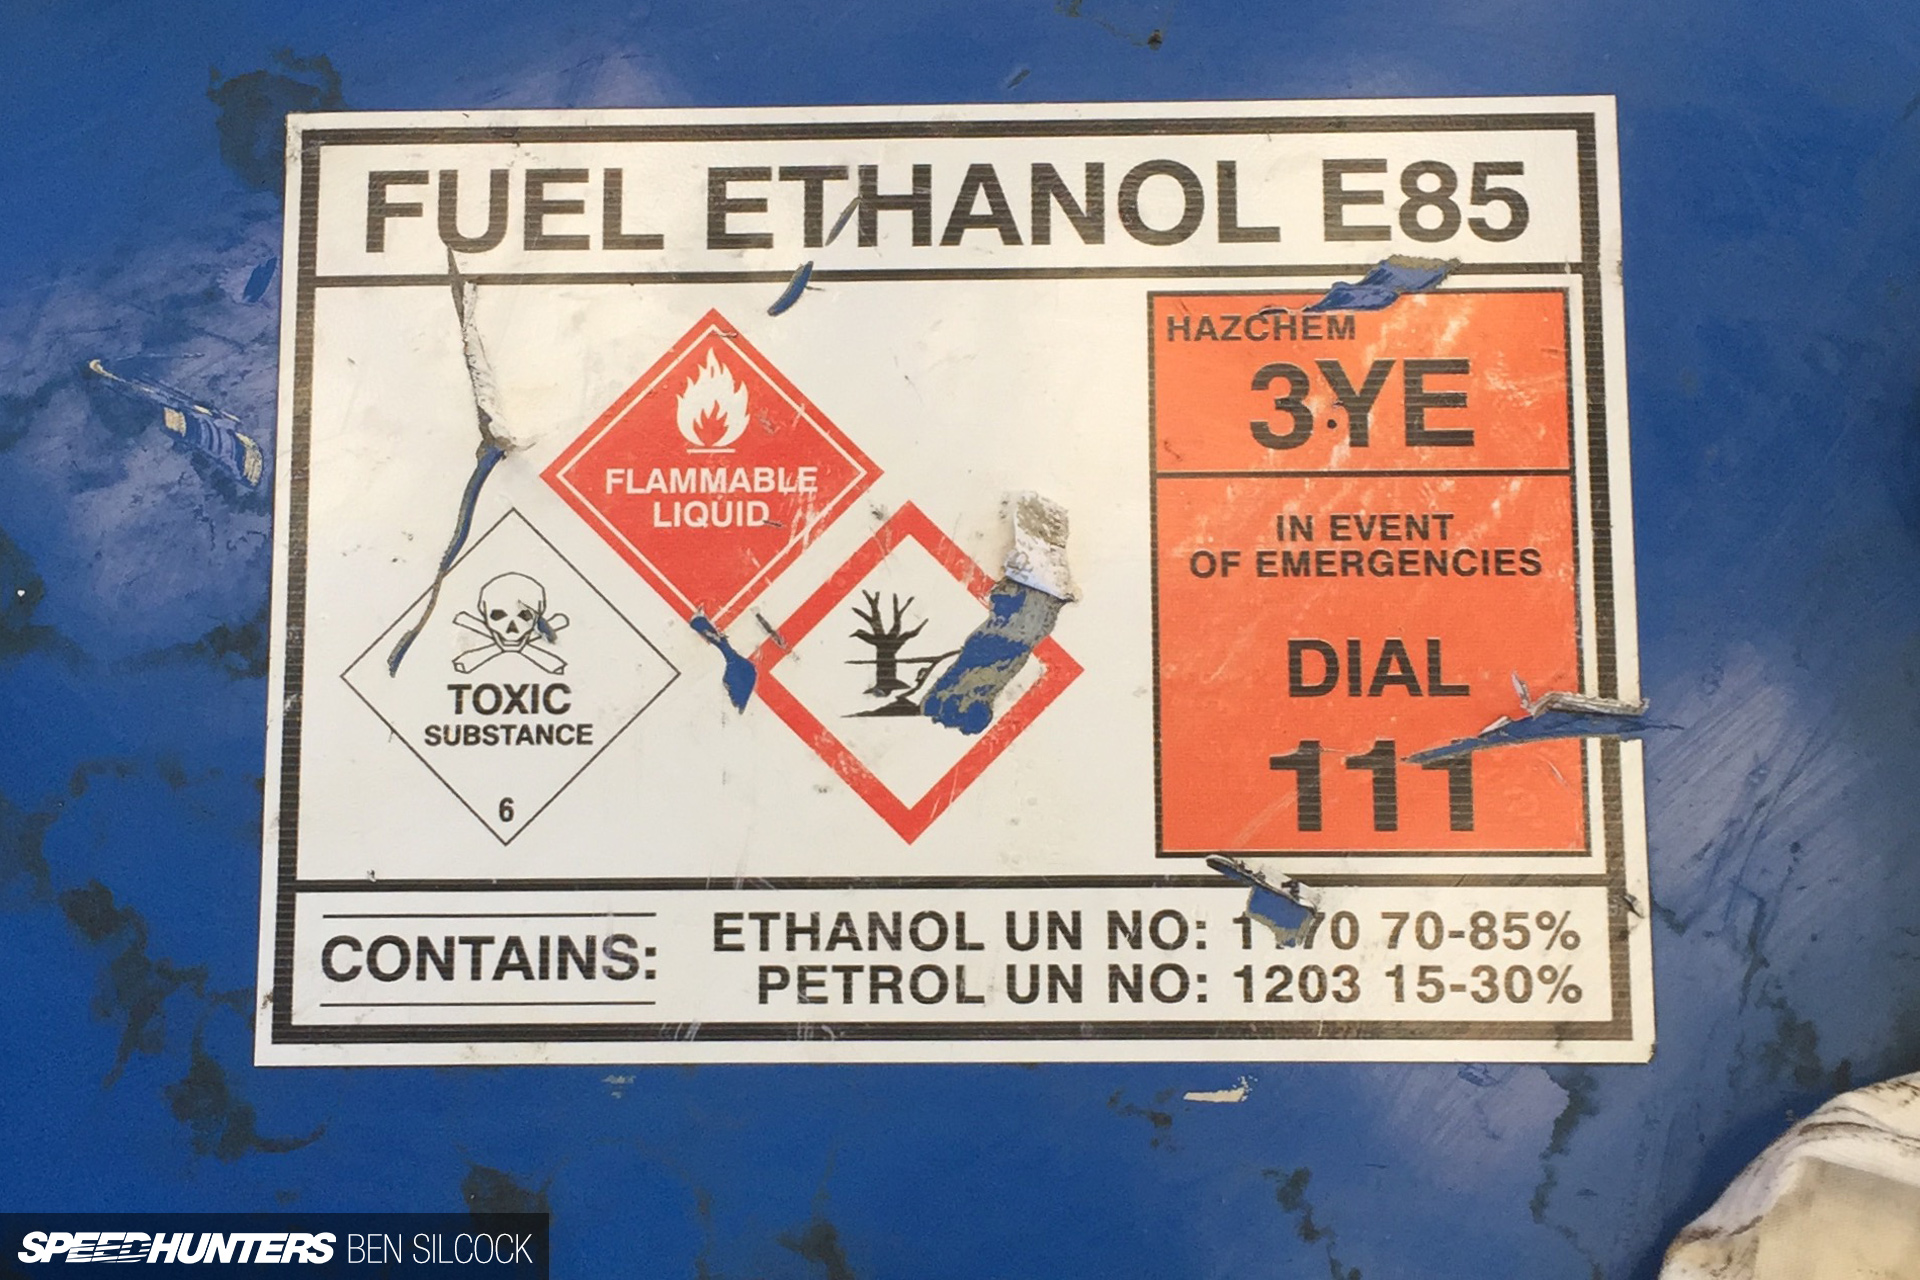 FUEL ETHANOL E85
HAZCHEM
3YE
FLAMMABLE
LIQUID
IN EVENT
OF EMERGENCIES
DIAL
111
TOXIC
SUBSTANCE
6
CONTAINS:
ETHANOL UN NO: 70-85%
PETROL UN NO: 1203 15-30%
SPEEDHUNTERS BEN SILCOCK